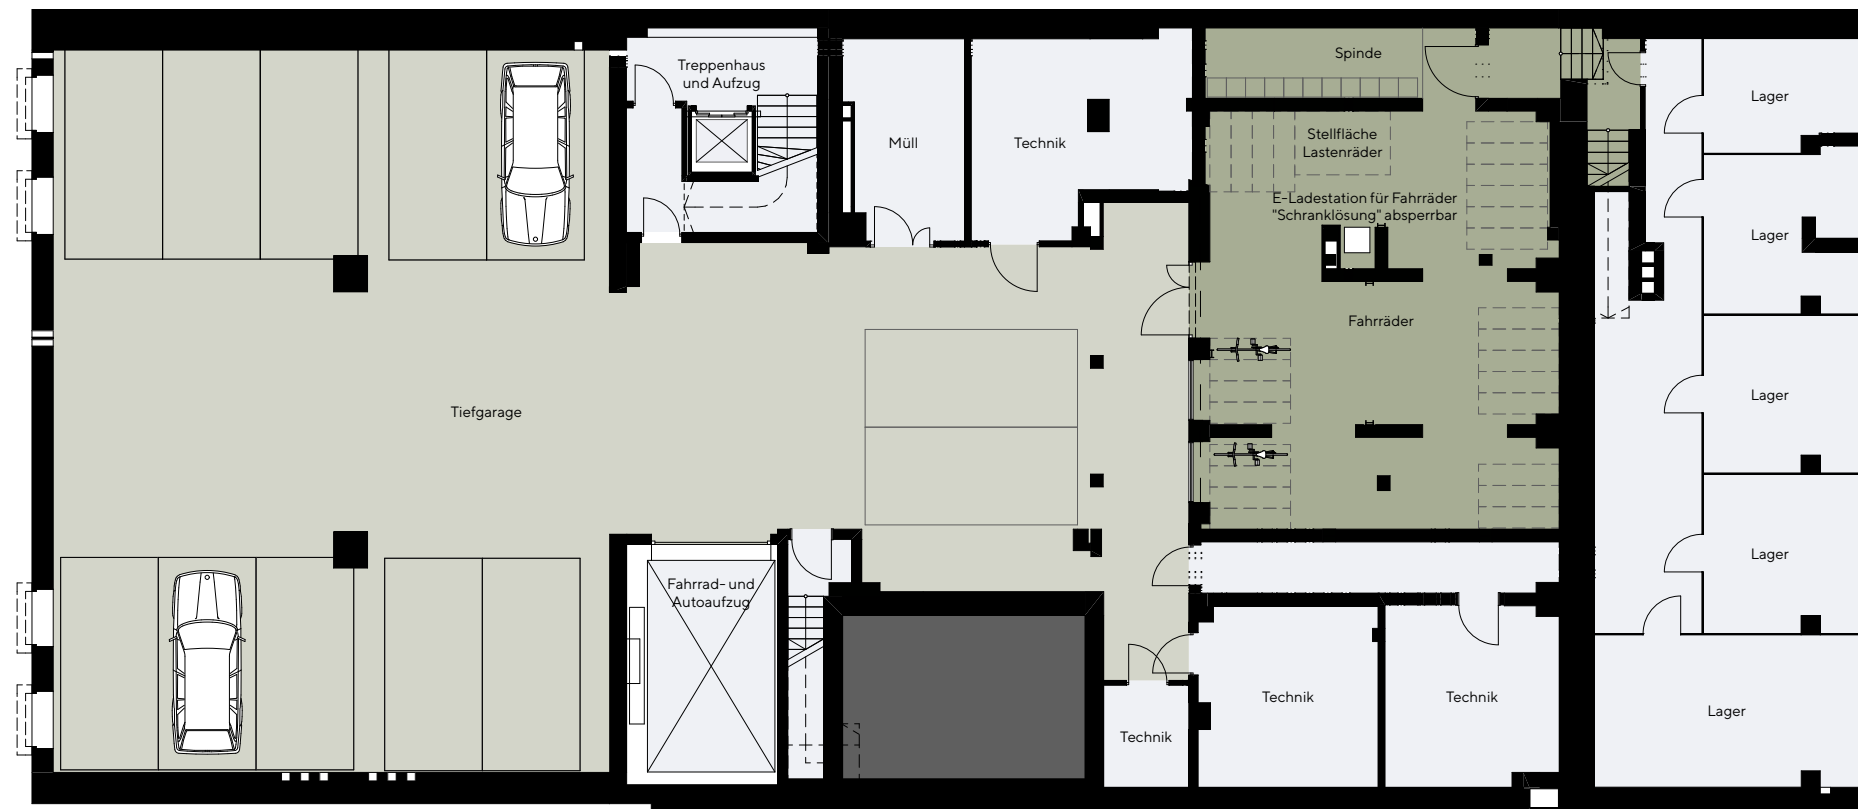 Treppenhaus
und Aufzug
Müll
Technik
Spinde
Stellfläche
Lastenräder
E-Ladestation für Fahrräder
"Schranklösung" absperrbar
Fahrräder
Lager
Lager
Lager
Lager
Lager
Tiefgarage
Fahrrad- und
Autoaufzug
Technik
Technik
Technik